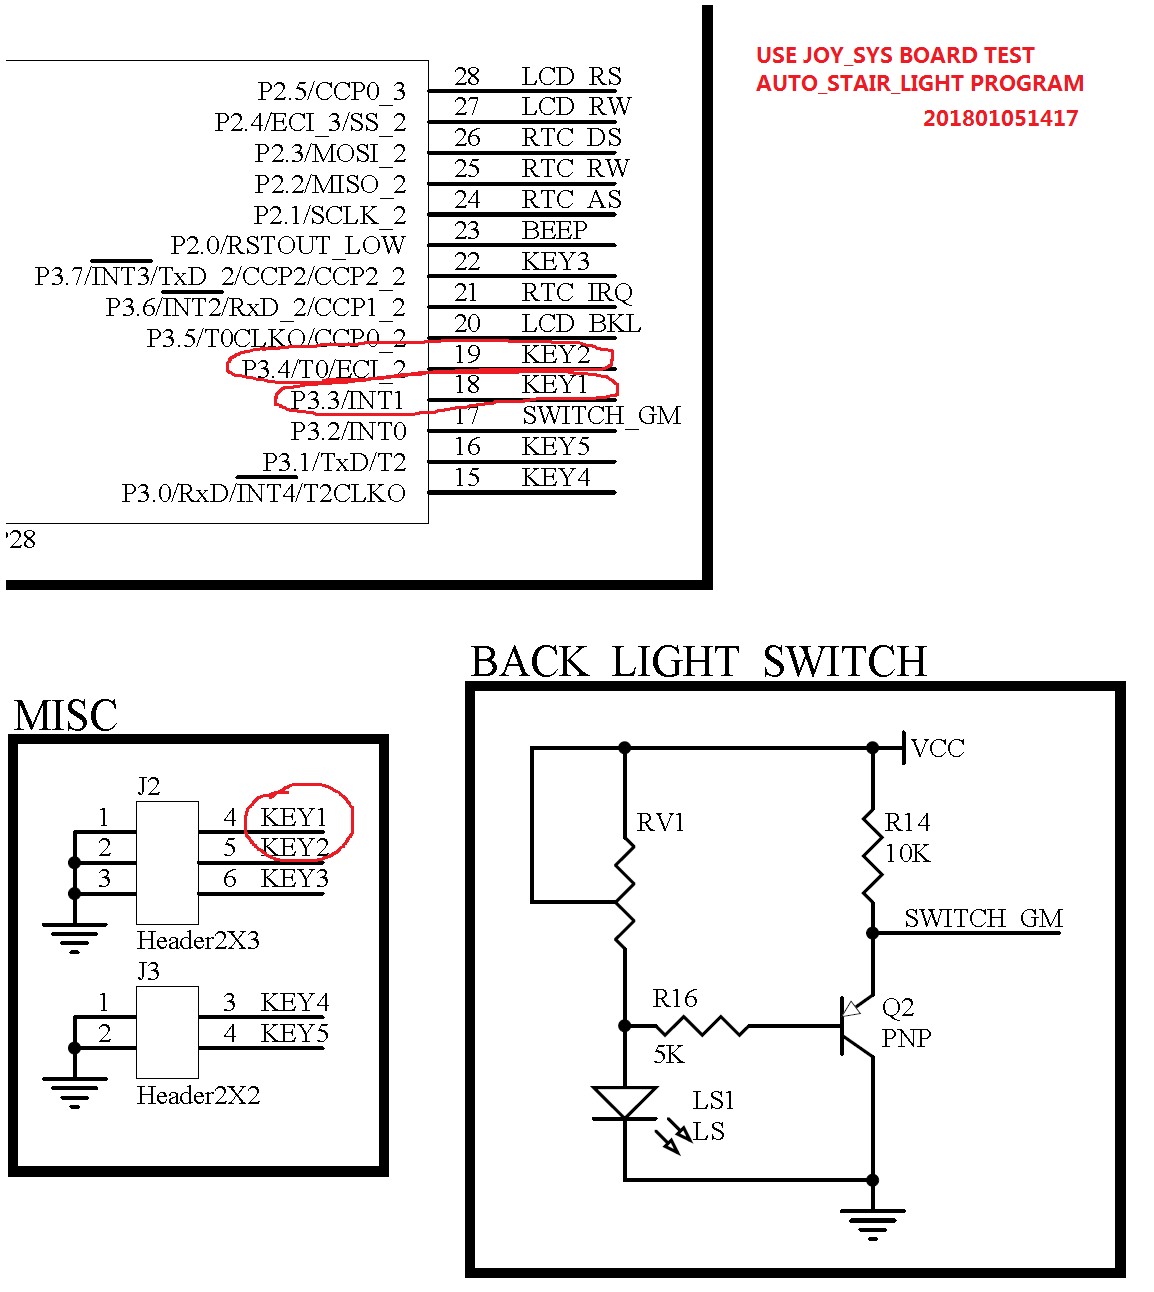 USE JOY_SYS BOARD TEST
AUTO_STAIR_LIGHT PROGRAM
201801051417
P2.5/CCP0_3 28 LCD_RS
P2.4/ECI_3/SS_2 27 LCD_RW
P2.3/MOSI_2 26 RTC_DS
P2.2/MISO_2 25 RTC_RW
P2.1/SCLK_2 24 RTC_AS
P2.0/RSTOUT_LOW 23 BEEP
P3.7/INT3/TxD_2/CCP2/CCP2_2 22 KEY3
P3.6/INT2/RxD_2/CCP1_2 21 RTC_IRQ
P3.5/T0CLKO/CCP0_2 20 LCD_BKL
P3.4/T0/ECI_2 19 KEY2
P3.3/INT1 18 KEY1
P3.2/INT0 17 SWITCH_GM
P3.1/TxD/T2 16 KEY5
P3.0/RxD/INT4/T2CLKO 15 KEY4
P28
MISC
J2
1 4 KEY1
2 5 KEY2
3 6 KEY3
Header2X3
J3
1 3 KEY4
2 4 KEY5
Header2X2
BACK LIGHT SWITCH
VCC
RV1
R14
10K
SWITCH_GM
R16
5K
Q2
PNP
LS1
LS